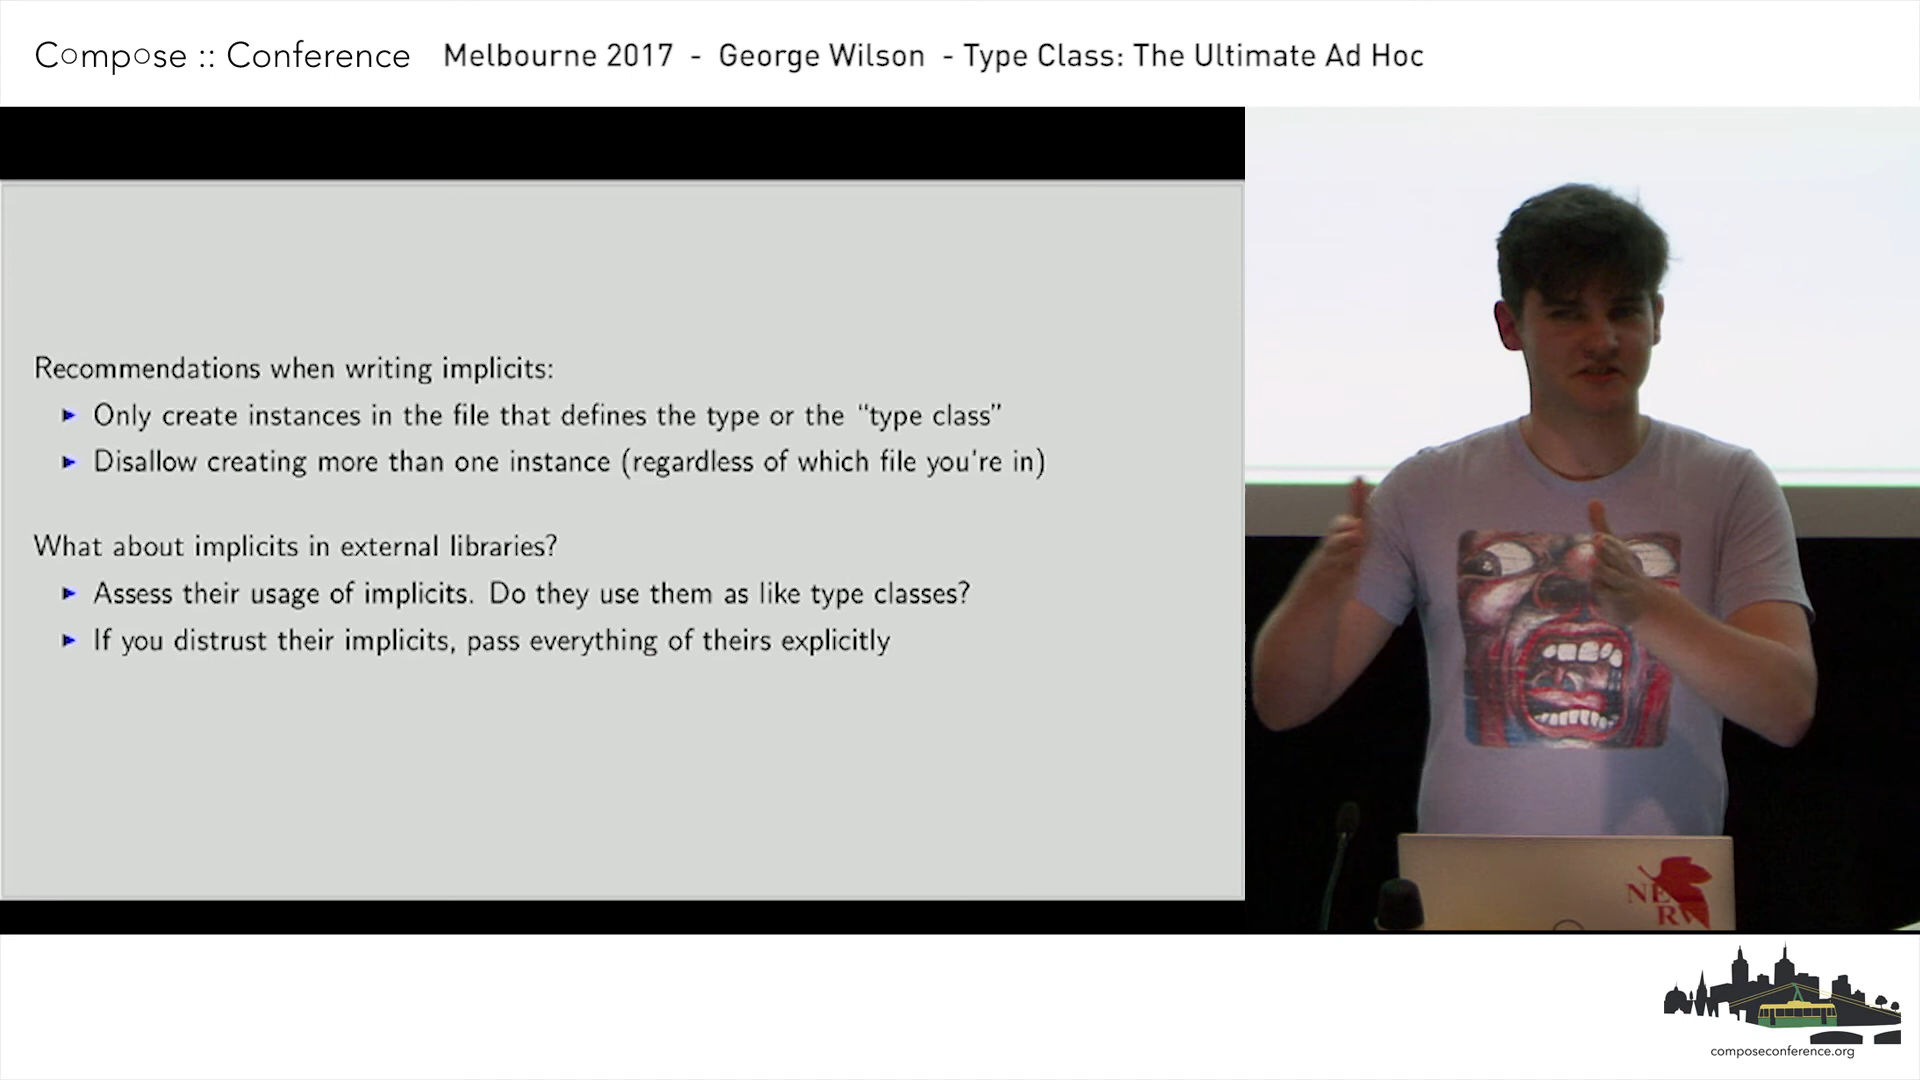 Compose :: Conference Melbourne 2017 - George Wilson - Type Class: The Ultimate Ad Hoc
Recommendations when writing implicits:
Only create instances in the file that defines the type or the “type class”
Disallow creating more than one instance (regardless of which file you're in)
What about implicits in external libraries?
Assess their usage of implicits. Do they use them as like type classes?
If you distrust their implicits, pass everything of theirs explicitly
NERV
composeconference.org